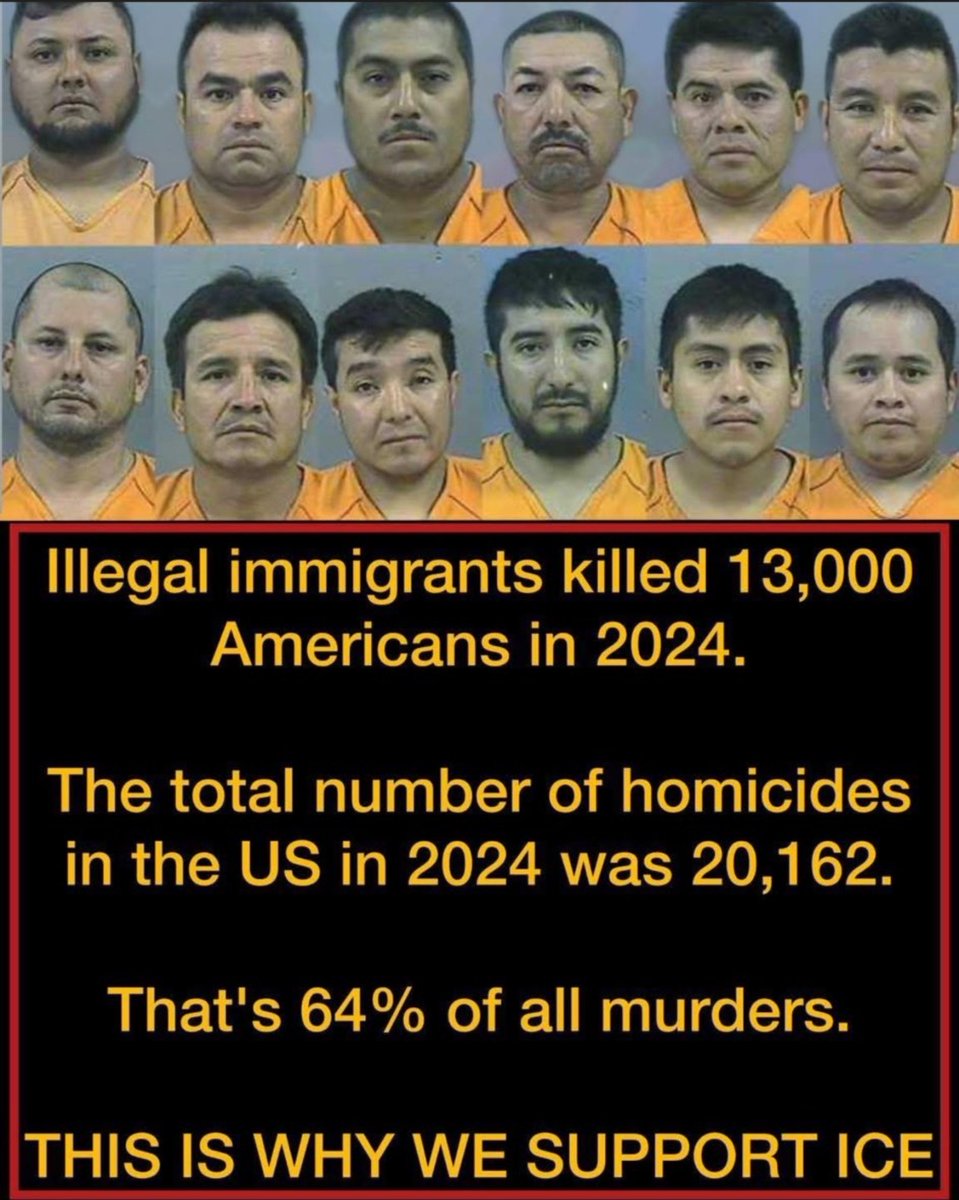 Illegal immigrants killed 13,000
Americans in 2024.
The total number of homicides
in the US in 2024 was 20,162.
That's 64% of all murders.
THIS IS WHY WE SUPPORT ICE